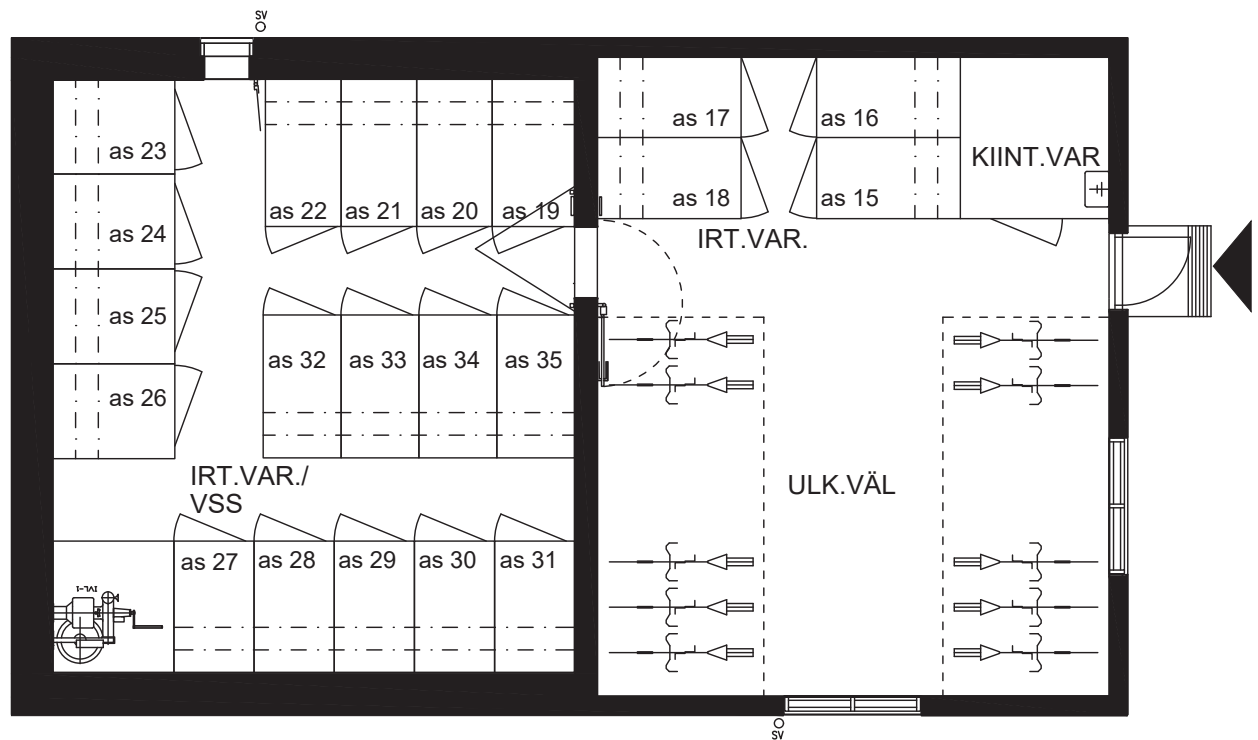 SV
as 23
as 24
as 25
as 26
as 22
as 21
as 20
as 19
as 17
as 16
as 18
as 15
KIINT.VAR
IRT.VAR.
as 32
as 33
as 34
as 35
IRT.VAR./
VSS
ULK.VÄL
as 27
as 28
as 29
as 30
as 31
IVL-1
SV